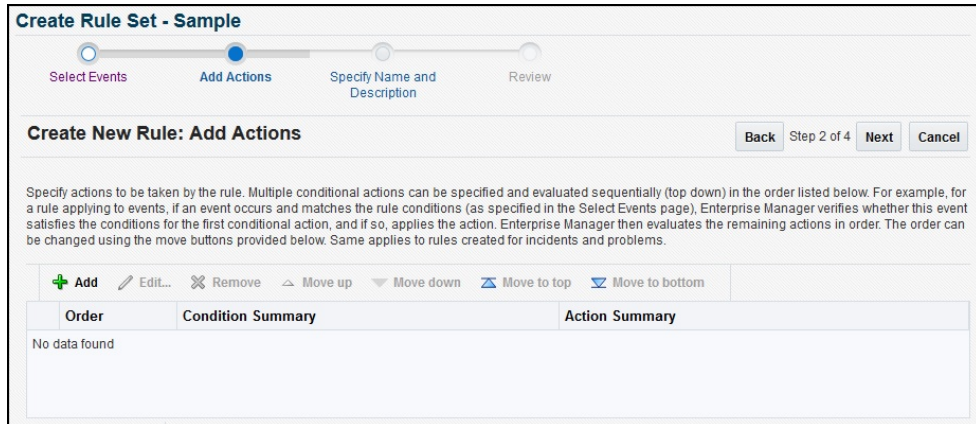 Create Rule Set - Sample
Select Events
Add Actions
Specify Name and
Description
Review
Create New Rule: Add Actions
Back Step 2 of 4 Next Cancel
Specify actions to be taken by the rule. Multiple conditional actions can be specified and evaluated sequentially (top down) in the order listed below. For example, for
a rule applying to events, if an event occurs and matches the rule conditions (as specified in the Select Events page), Enterprise Manager verifies whether this event
satisfies the conditions for the first conditional action, and if so, applies the action. Enterprise Manager then evaluates the remaining actions in order. The order can
be changed using the move buttons provided below. Same applies to rules created for incidents and problems.
Add Edit... Remove Move up Move down Move to top Move to bottom
Order Condition Summary Action Summary
No data found